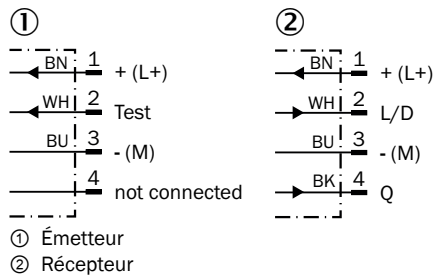 ① ②
BN 1 + (L+)
WH 2 Test
BU 3 - (M)
4 not connected
BN 1 + (L+)
WH 2 L/D
BU 3 - (M)
BK 4 Q
① Émetteur
② Récepteur